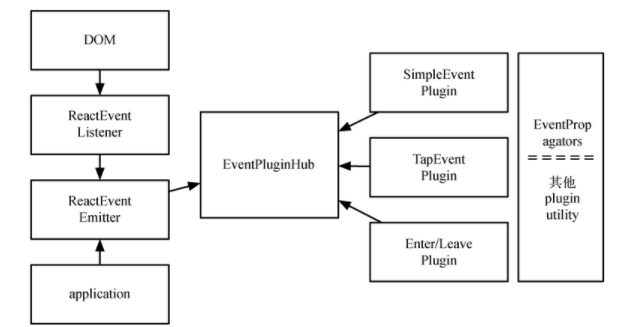 DOM
ReactEvent
Listener
ReactEvent
Emitter
application
EventPluginHub
SimpleEvent
Plugin
TapEvent
Plugin
Enter/Leave
Plugin
EventProp
agators
=====
其他
plugin
utility